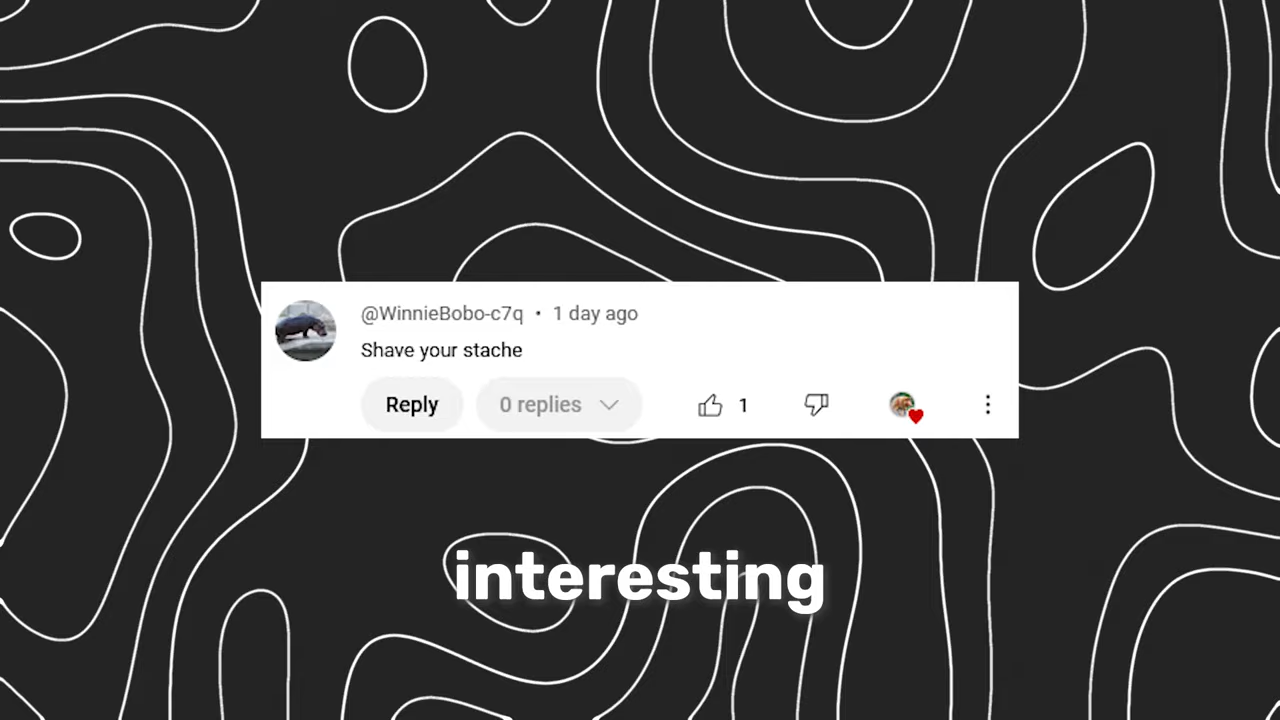 @WinnieBobo-c7q • 1 day ago
Shave your stache
Reply 0 replies 1
interesting